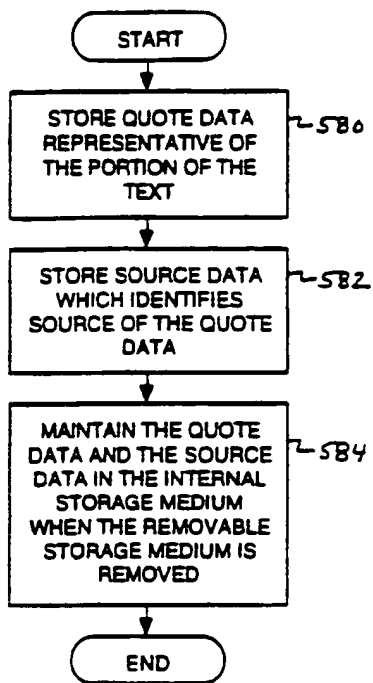 START
STORE QUOTE DATA
REPRESENTATIVE OF
THE PORTION OF THE
TEXT
580
STORE SOURCE DATA
WHICH IDENTIFIES
SOURCE OF THE QUOTE
DATA
582
MAINTAIN THE QUOTE
DATA AND THE SOURCE
DATA IN THE INTERNAL
STORAGE MEDIUM
WHEN THE REMOVABLE
STORAGE MEDIUM IS
REMOVED
584
END